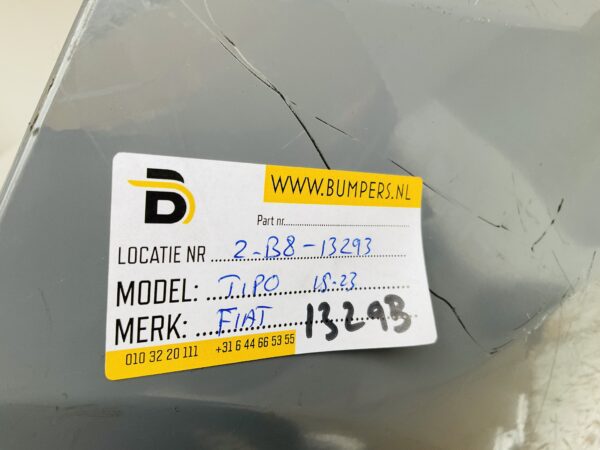 WWW.BUMPERS.NL
Part nr
LOCATIE NR 2-B8-13293
MODEL: TIPO 18-23
MERK: FIAT 13293
010 32 20 111 +31 6 44 66 53 55